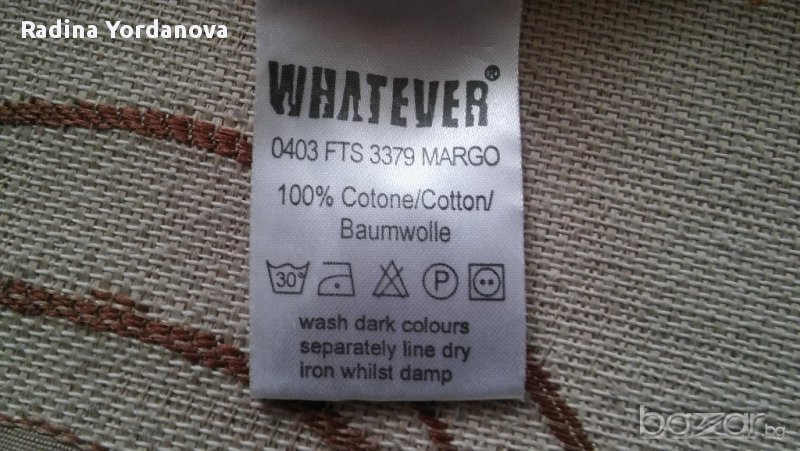 Radina Yordanova
WHATEVER®
0403 FTS 3379 MARGO
100% Cotone/Cotton/
Baumwolle
30° P
wash dark colours
separately line dry
iron whilst damp
bazar.bg